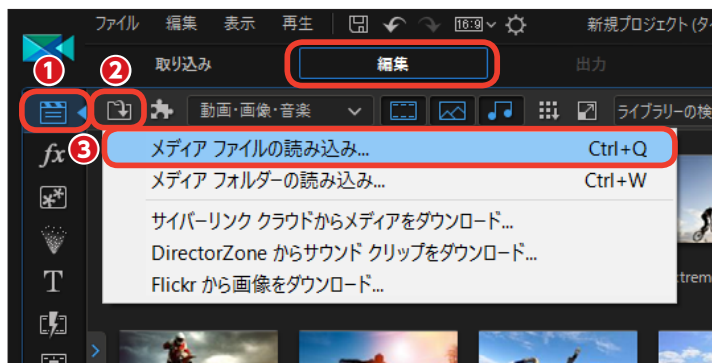 ファイル 編集 表示 再生 16:9 新規プロジェクト (タイ
取り込み 編集 出力
1 2
動画・画像・音楽 ライブラリーの検
3
メディア ファイルの読み込み... Ctrl+Q
メディア フォルダーの読み込み... Ctrl+W
サイバーリンク クラウドからメディアをダウンロード...
DirectorZone からサウンド クリップをダウンロード...
Flickr から画像をダウンロード...
fx
xtrem
T